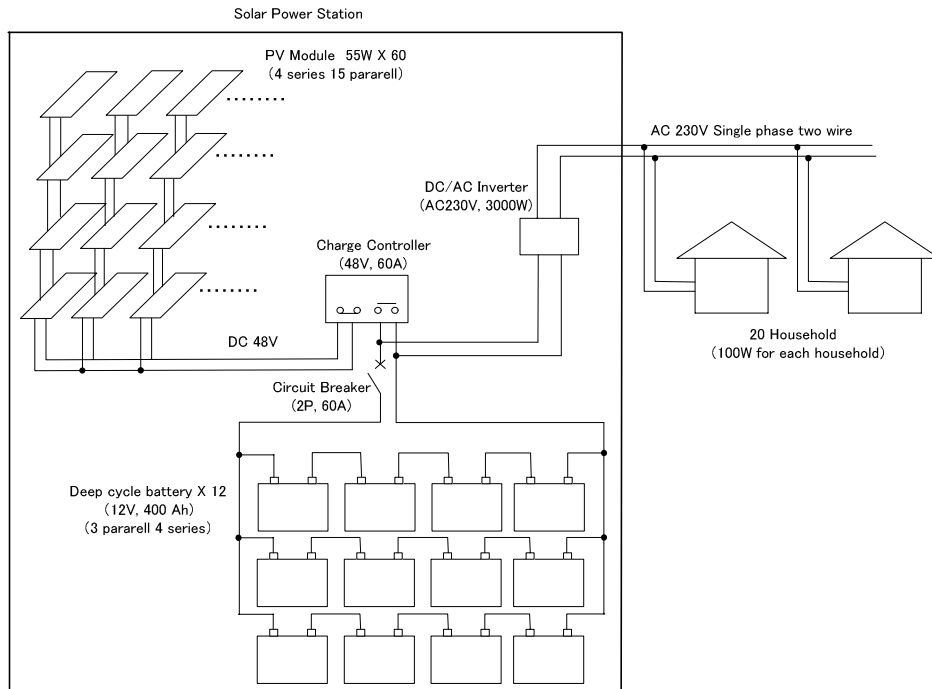 Solar Power Station
PV Module 55W X 60
(4 series 15 pararell)
AC 230V Single phase two wire
DC/AC Inverter
(AC230V, 3000W)
Charge Controller
(48V, 60A)
DC 48V
20 Household
(100W for each household)
Circuit Breaker
(2P, 60A)
Deep cycle battery X 12
(12V, 400 Ah)
(3 pararell 4 series)